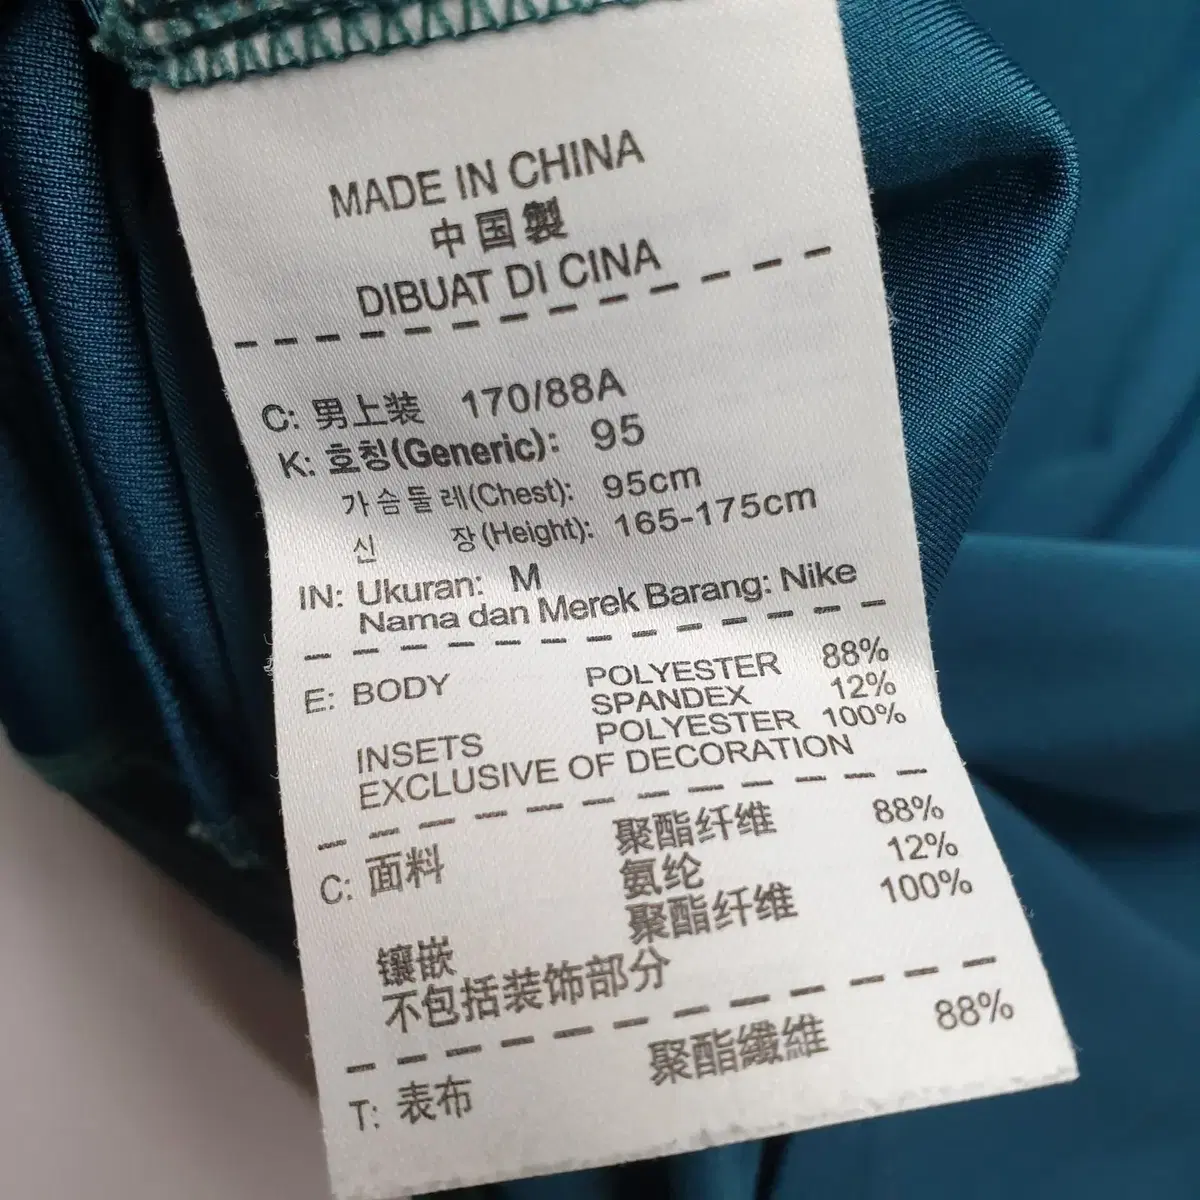 MADE IN CHINA
中国製
DIBUAT DI CINA
C: 男上装 170/88A
K: 호칭(Generic): 95
가슴둘레(Chest): 95cm
신 장(Height): 165-175cm
IN: Ukuran: M
Nama dan Merek Barang: Nike
E: BODY POLYESTER 88%
SPANDEX 12%
INSETS POLYESTER 100%
EXCLUSIVE OF DECORATION
C: 面料 聚酯纤维 88%
氨纶 12%
镶嵌 聚酯纤维 100%
不包括装饰部分
T: 表布 聚酯纖維 88%